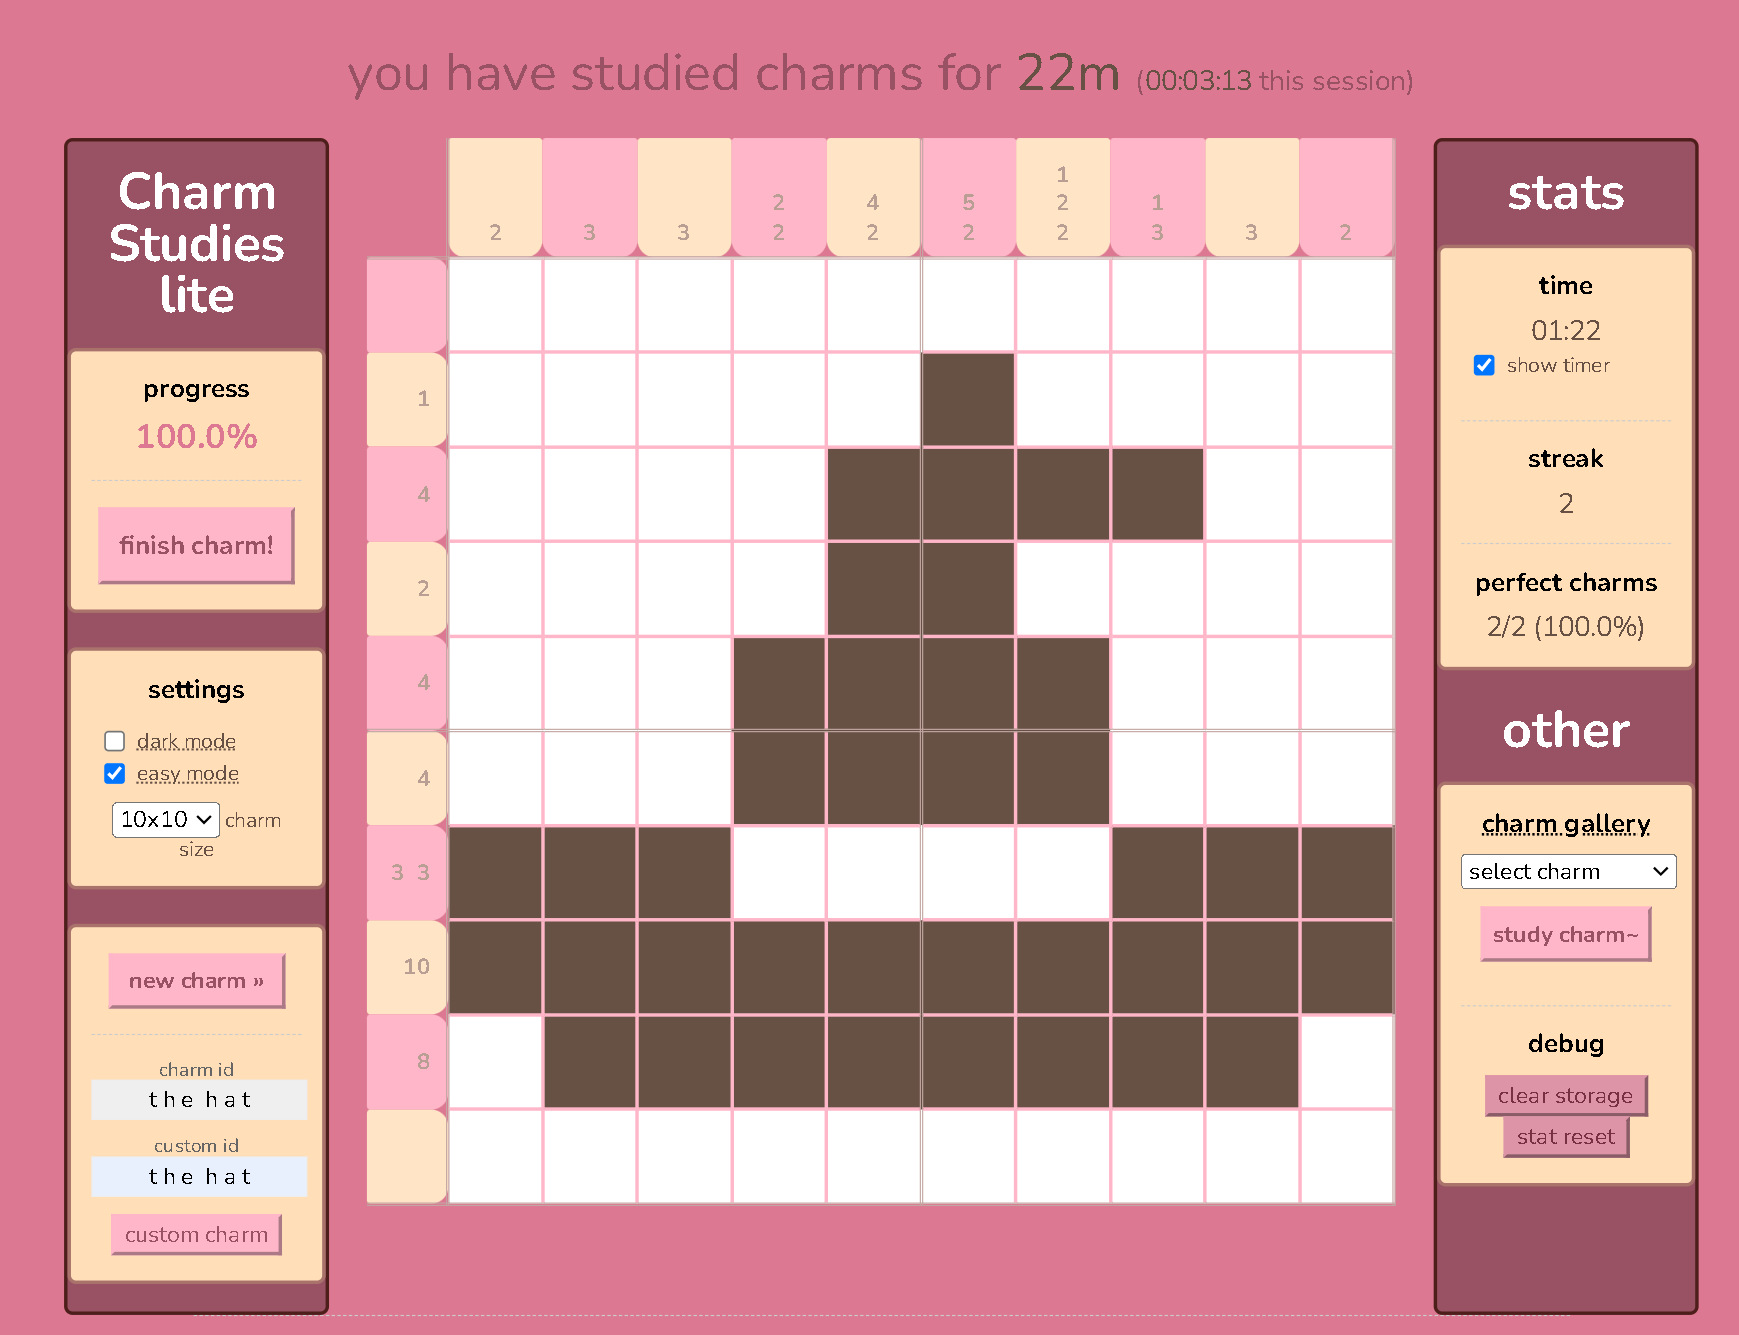 you have studied charms for 22m (00:03:13 this session)
Charm
Studies
lite
progress
100.0%
finish charm!
settings
dark mode
easy mode
10x10 charm
size
new charm »
charm id
the hat
custom id
the hat
custom charm
1
2 4 5 2 1
2 3 3 2 2 2 2 3 3 2
1
4
2
4
4
3 3
10
8
stats
time
01:22
show timer
streak
2
perfect charms
2/2 (100.0%)
other
charm gallery
select charm
study charm~
debug
clear storage
stat reset